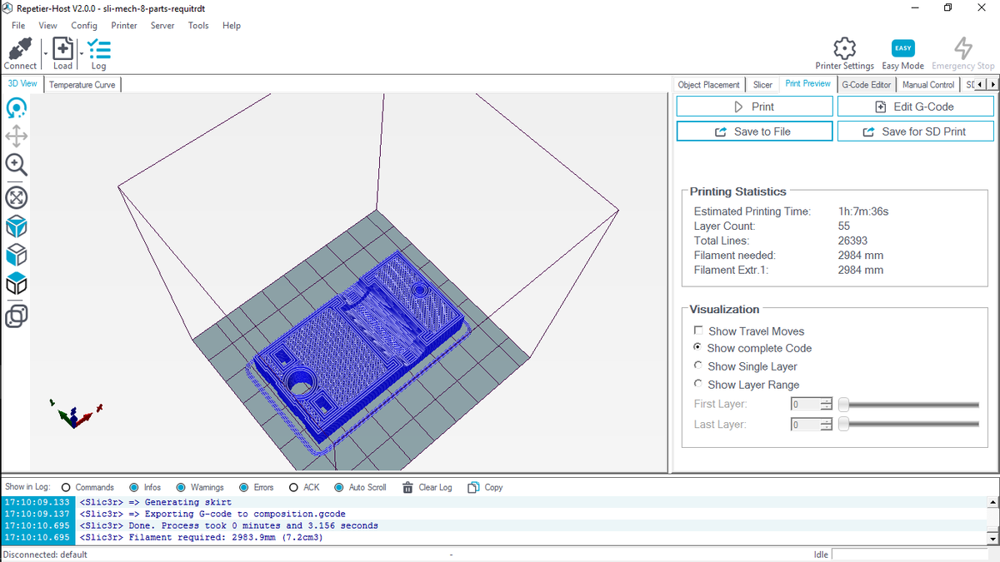 Repetier-Host V2.0.0 - sli-mech-8-parts-requitrdt
File View Config Printer Server Tools Help
Connect Load Log Printer Settings EASY Easy Mode Emergency Stop
3D View Temperature Curve Object Placement Slicer Print Preview G-Code Editor Manual Control
Print Edit G-Code
Save to File Save for SD Print
Printing Statistics
Estimated Printing Time: 1h:7m:36s
Layer Count: 55
Total Lines: 26393
Filament needed: 2984 mm
Filament Extr.1: 2984 mm
Visualization
Show Travel Moves
Show complete Code
Show Single Layer
Show Layer Range
First Layer: 0
Last Layer: 0
Show in Log: Commands Infos Warnings Errors ACK Auto Scroll Clear Log Copy
17:10:09.133 <Slic3r> => Generating skirt
17:10:09.137 <Slic3r> => Exporting G-code to composition.gcode
17:10:10.695 <Slic3r> Done. Process took 0 minutes and 3.156 seconds
17:10:10.695 <Slic3r> Filament required: 2983.9mm (7.2cm3)
Disconnected: default - Idle